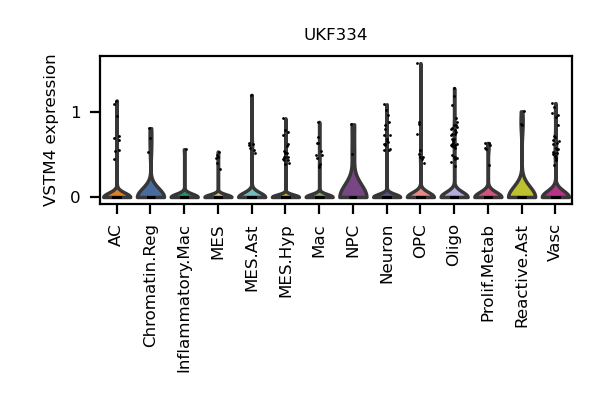 UKF334
VSTM4 expression
1
0
AC
Chromatin.Reg
Inflammatory.Mac
MES
MES.Ast
MES.Hyp
Mac
NPC
Neuron
OPC
Oligo
Prolif.Metab
Reactive.Ast
Vasc